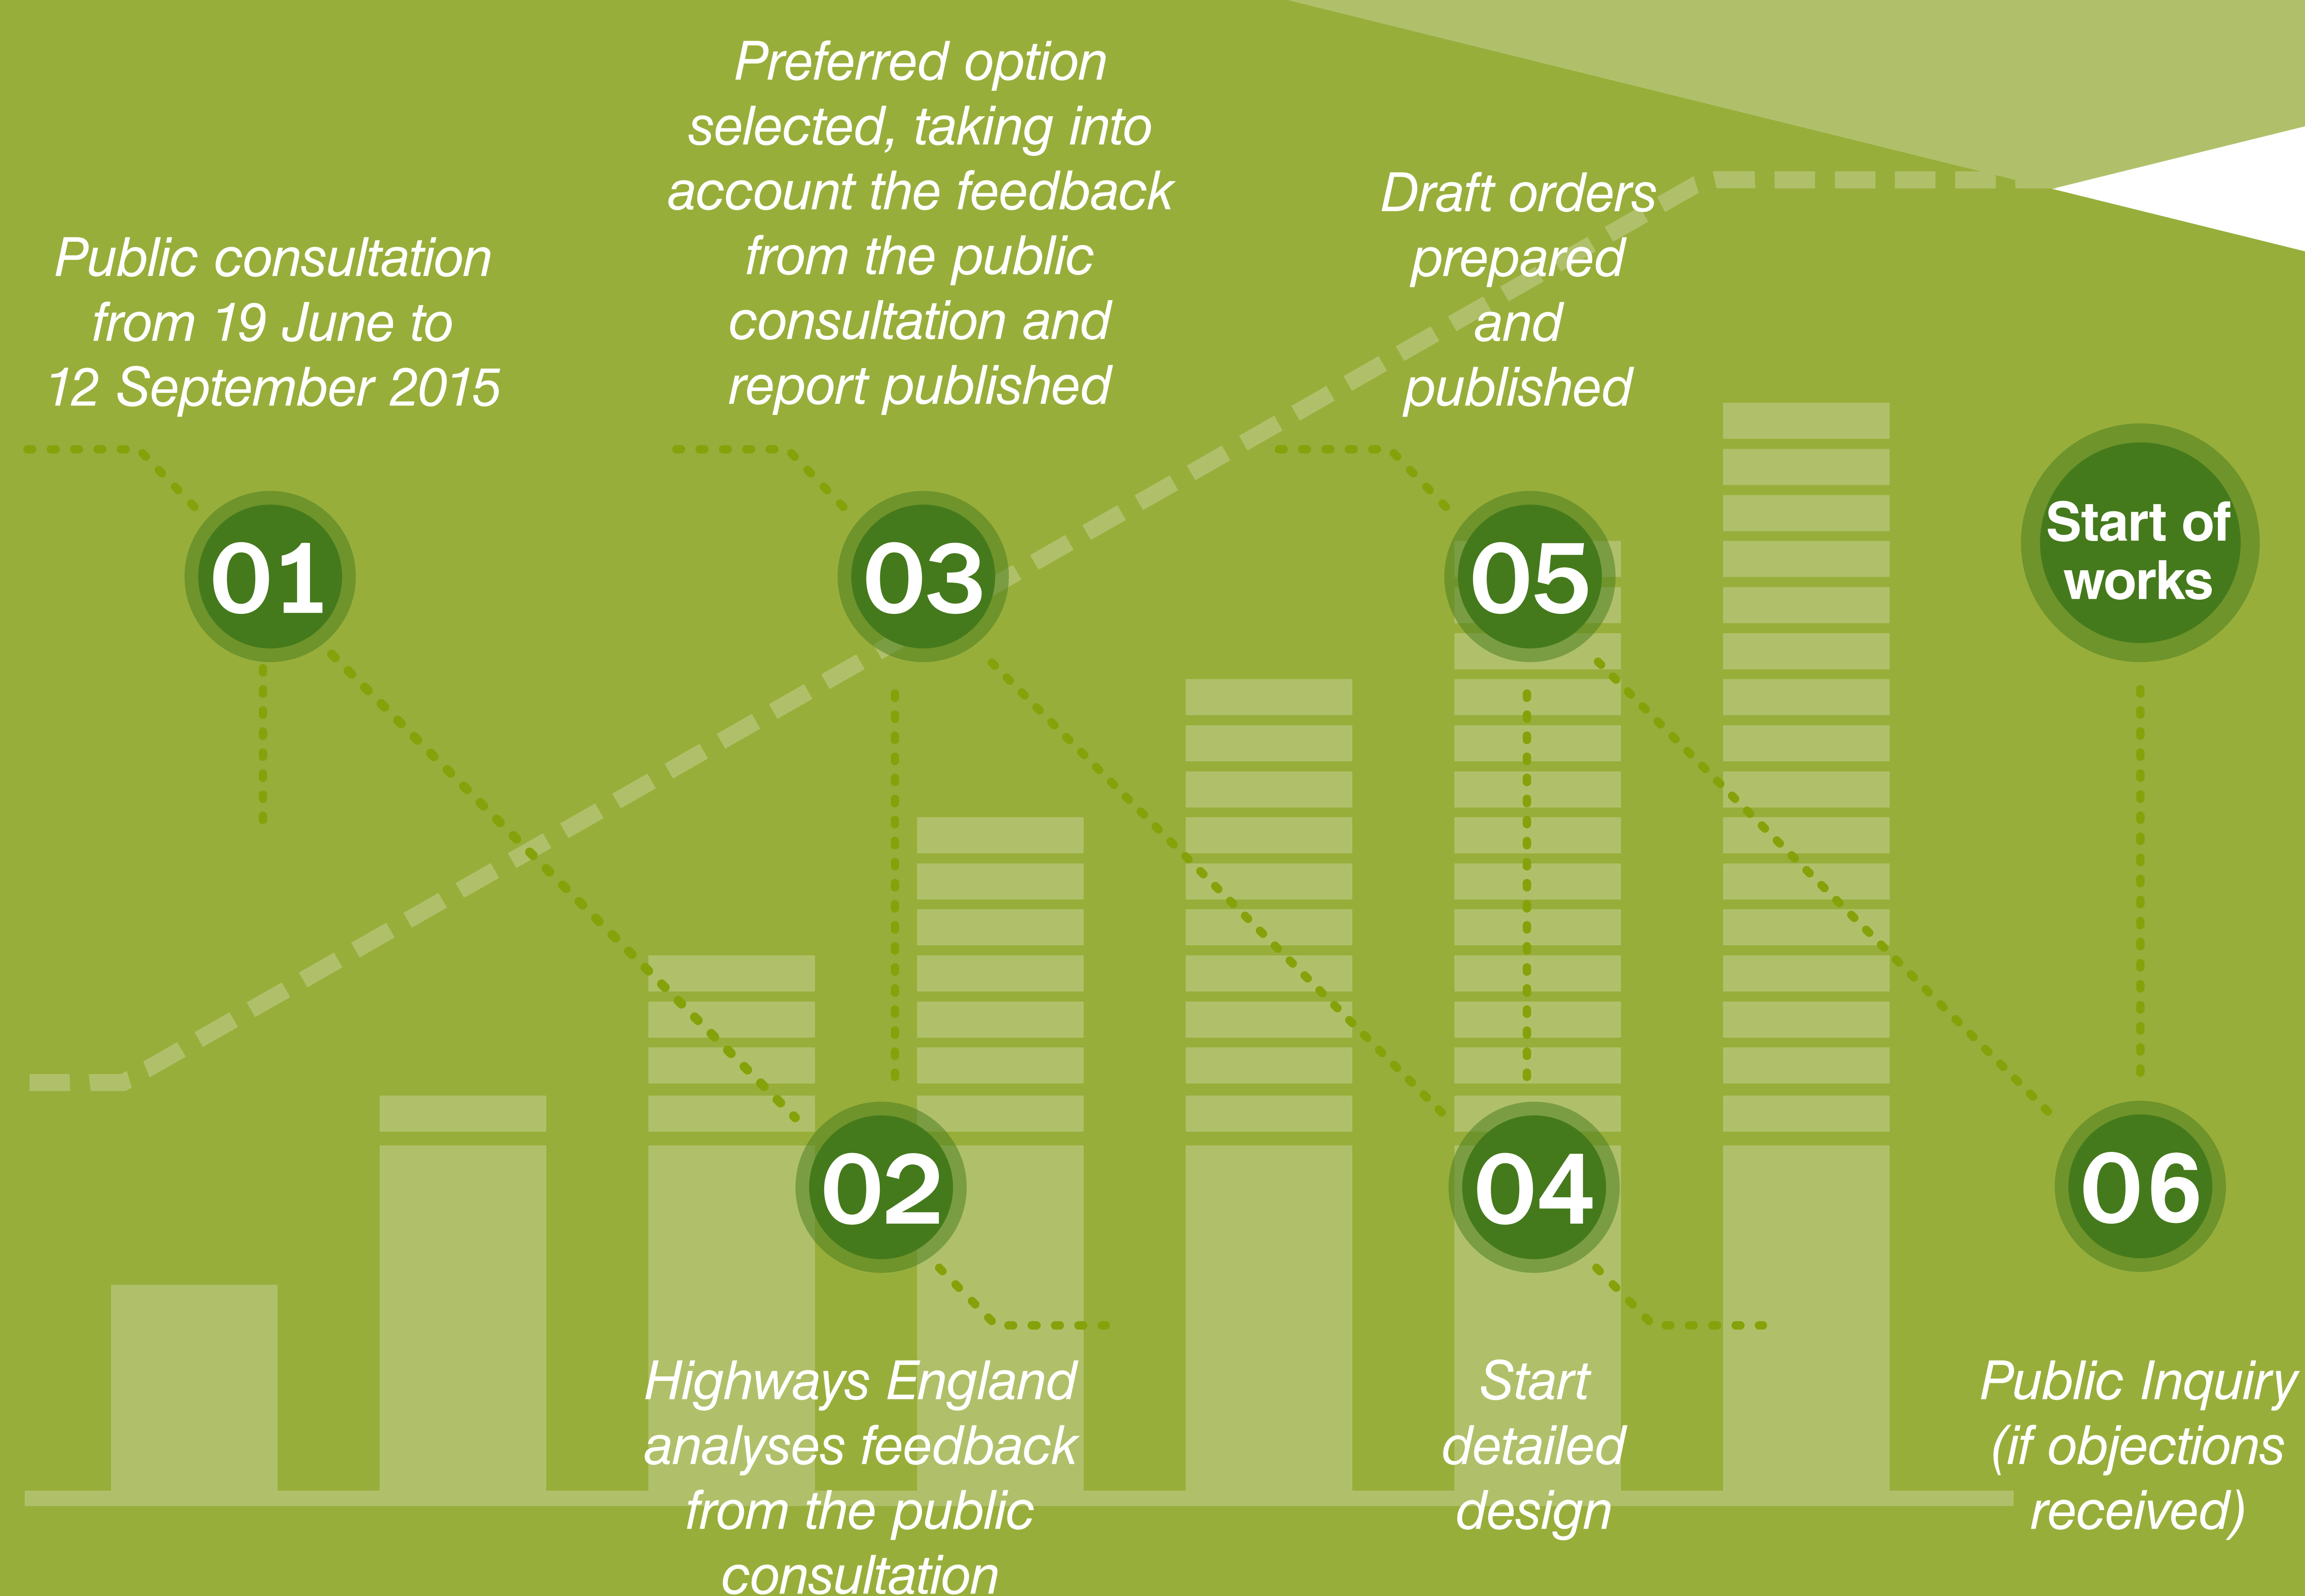 Public consultation
from 19 June to
12 September 2015
01
Highways England
analyses feedback
from the public
consultation
02
Preferred option
selected, taking into
account the feedback
from the public
consultation and
report published
03
Start
detailed
design
04
Draft orders
prepared
and
published
05
Public Inquiry
(if objections
received)
06
Start of
works